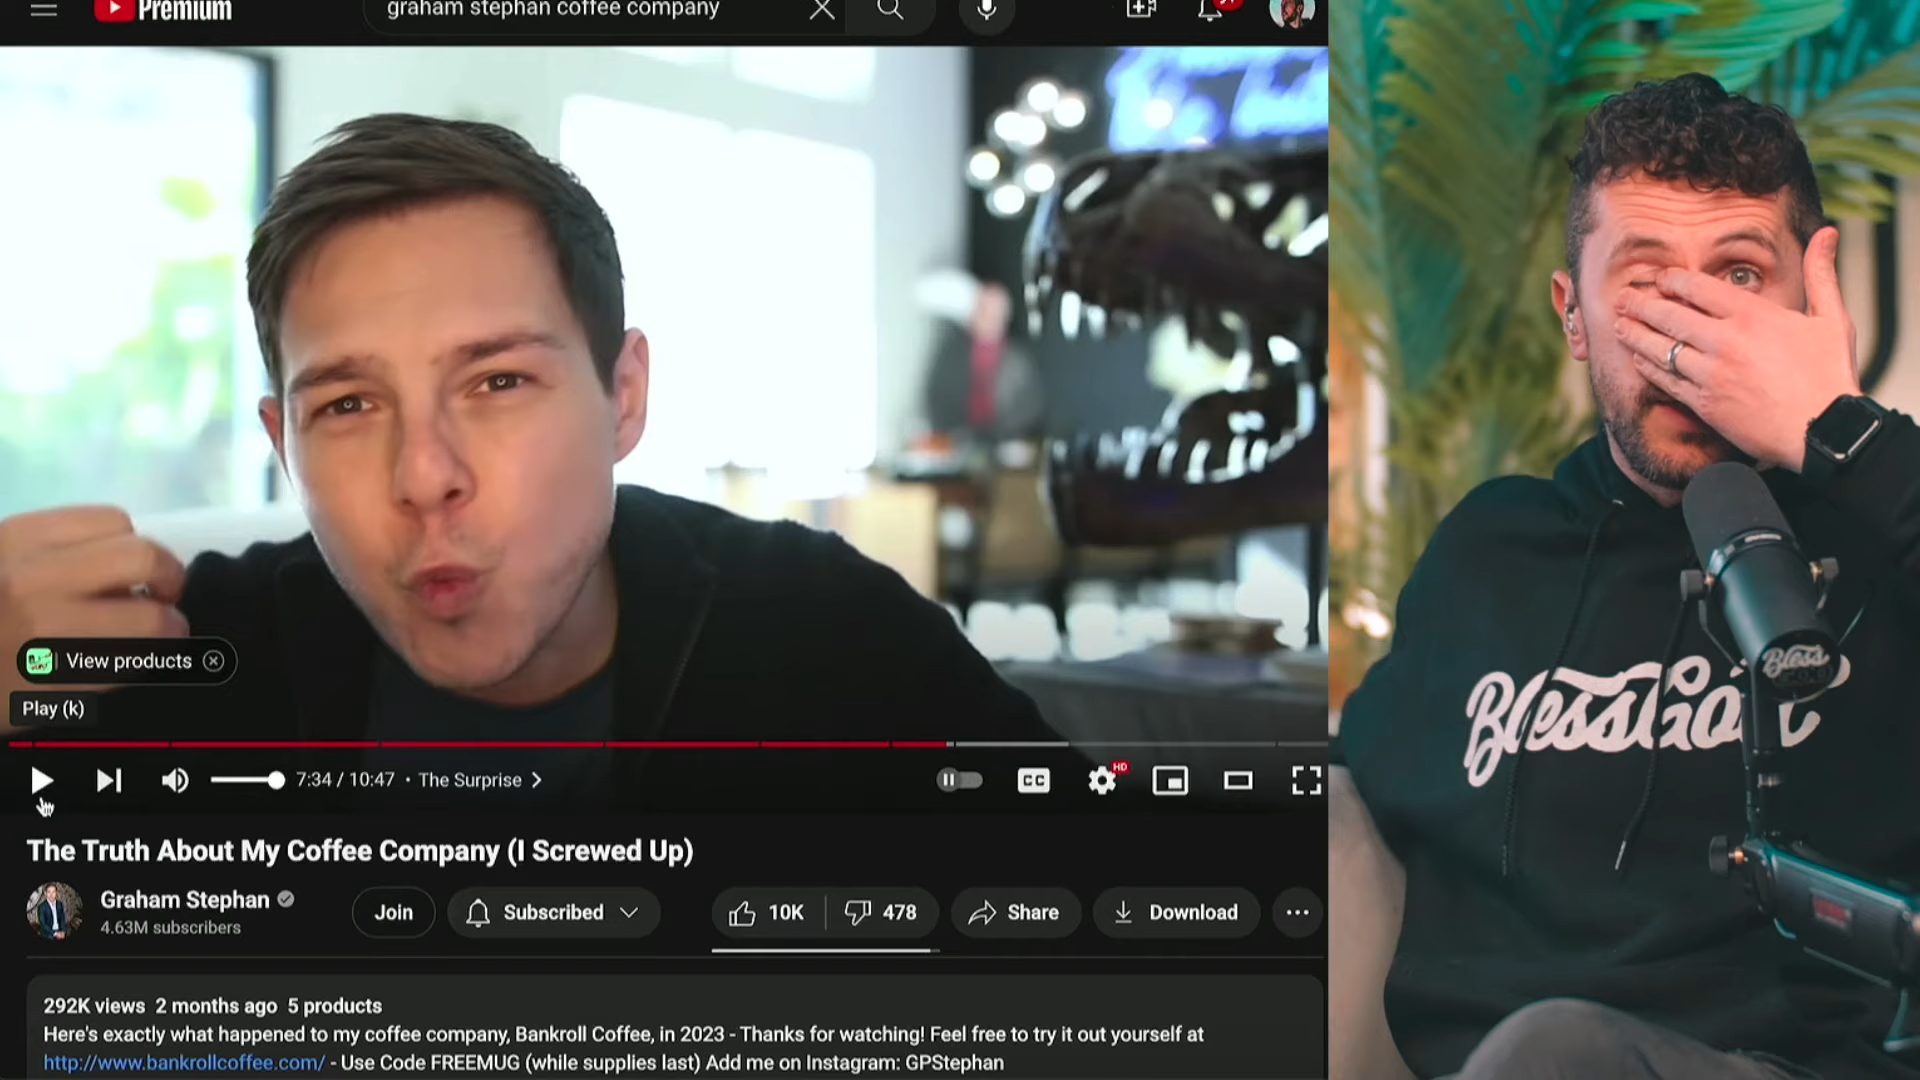 Premium
graham stephan coffee company
View products
Play (k)
7:34 / 10:47 • The Surprise
CC
HD
The Truth About My Coffee Company (I Screwed Up)
Graham Stephan
4.63M subscribers
Join
Subscribed
10K
478
Share
Download
292K views 2 months ago 5 products
Here's exactly what happened to my coffee company, Bankroll Coffee, in 2023 - Thanks for watching! Feel free to try it out yourself at
http://www.bankrollcoffee.com/ - Use Code FREEMUG (while supplies last) Add me on Instagram: GPStephan
Bless